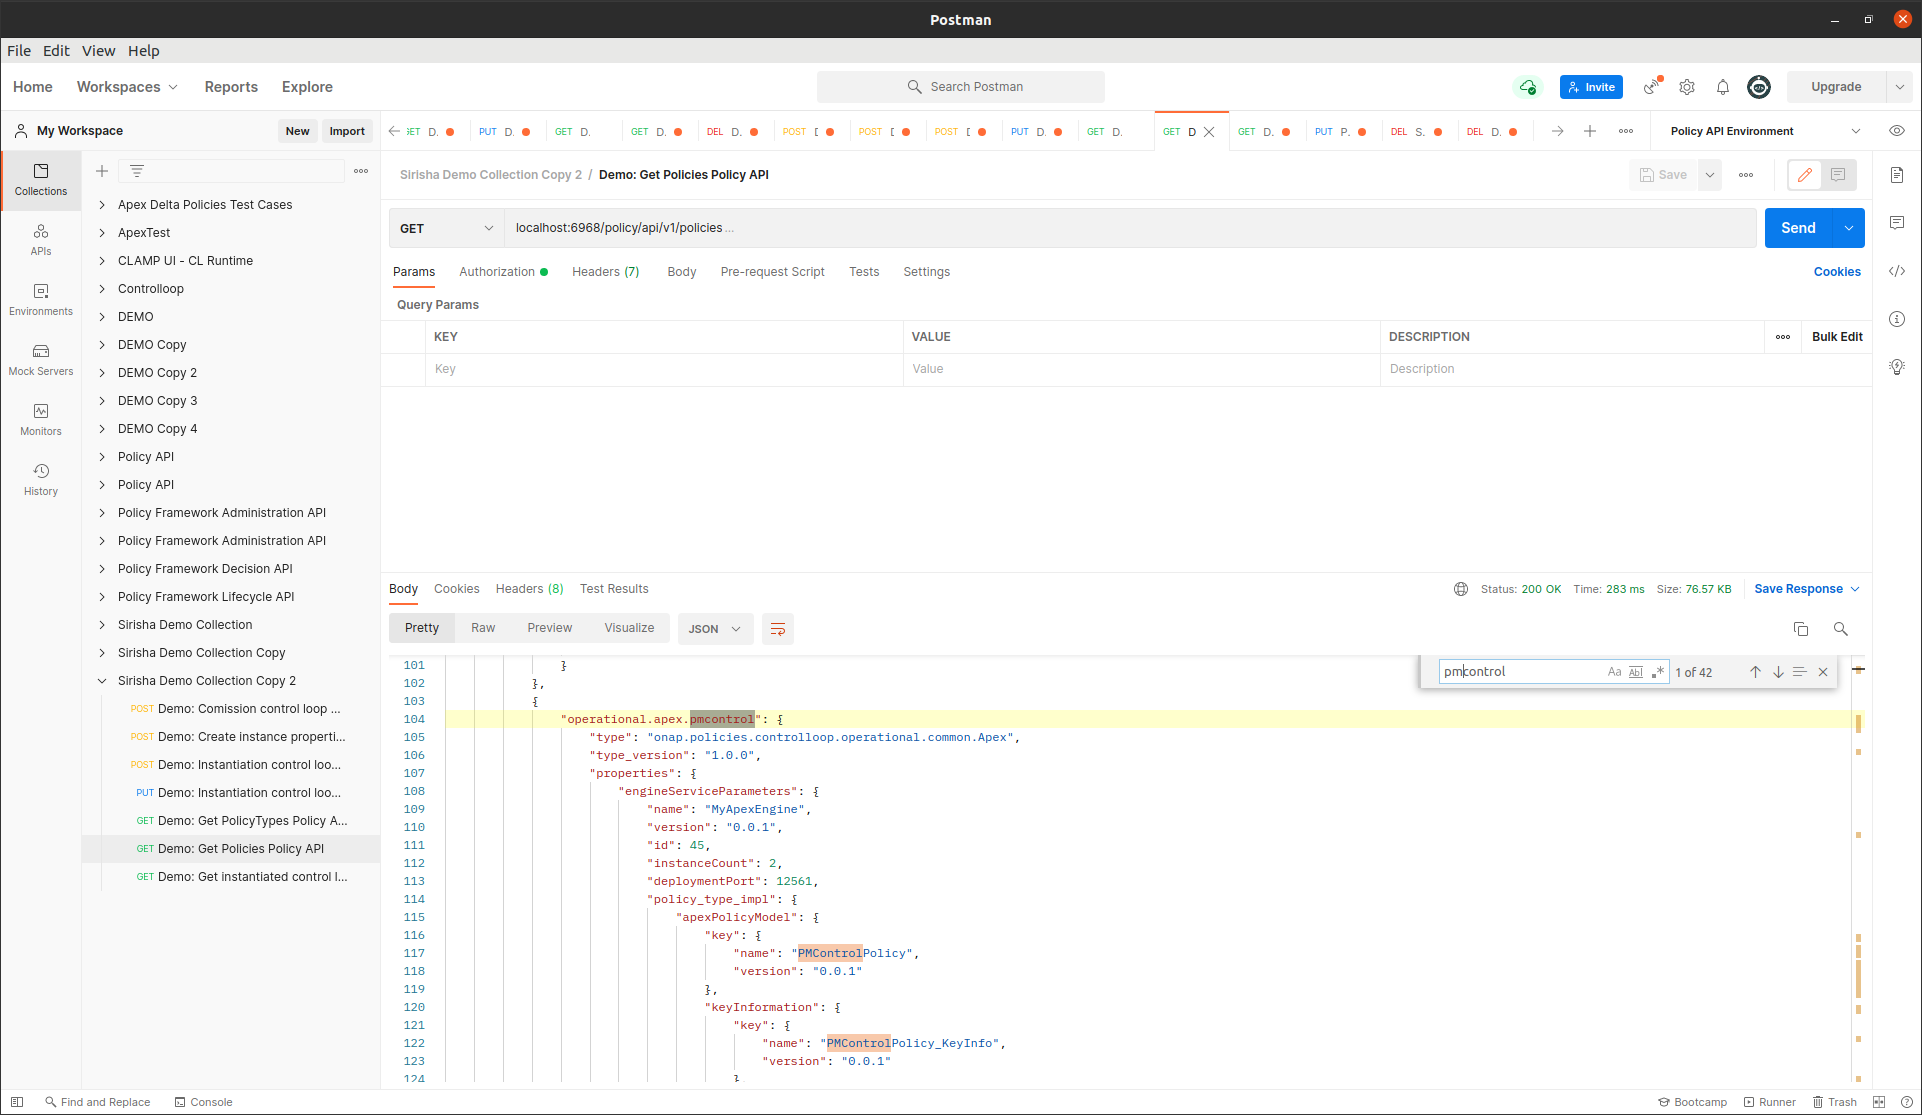 Postman
File Edit View Help
Home Workspaces Reports Explore Search Postman Invite Upgrade
My Workspace New Import GET D. PUT D. GET D. GET D. DEL D. POST POST POST PUT D. GET D. GET D GET D. PUT P. DEL S. DEL D. Policy API Environment
Collections
APIs
Environments
Mock Servers
Monitors
History
Apex Delta Policies Test Cases
ApexTest
CLAMP UI - CL Runtime
Controlloop
DEMO
DEMO Copy
DEMO Copy 2
DEMO Copy 3
DEMO Copy 4
Policy API
Policy API
Policy Framework Administration API
Policy Framework Administration API
Policy Framework Decision API
Policy Framework Lifecycle API
Sirisha Demo Collection
Sirisha Demo Collection Copy
Sirisha Demo Collection Copy 2
POST Demo: Comission control loop ...
POST Demo: Create instance properti...
POST Demo: Instantiation control loo...
PUT Demo: Instantiation control loo...
GET Demo: Get PolicyTypes Policy A...
GET Demo: Get Policies Policy API
GET Demo: Get instantiated control l...
Sirisha Demo Collection Copy 2 / Demo: Get Policies Policy API Save
GET localhost:6968/policy/api/v1/policies ... Send
Params Authorization Headers (7) Body Pre-request Script Tests Settings Cookies
Query Params
KEY VALUE DESCRIPTION Bulk Edit
Key Value Description
Body Cookies Headers (8) Test Results Status: 200 OK Time: 283 ms Size: 76.57 KB Save Response
Pretty Raw Preview Visualize JSON
pmcontrol Aa Abl .* 1 of 42
101 }
102 },
103 {
104 "operational.apex.pmcontrol": {
105 "type": "onap.policies.controlloop.operational.common.Apex",
106 "type_version": "1.0.0",
107 "properties": {
108 "engineServiceParameters": {
109 "name": "MyApexEngine",
110 "version": "0.0.1",
111 "id": 45,
112 "instanceCount": 2,
113 "deploymentPort": 12561,
114 "policy_type_impl": {
115 "apexPolicyModel": {
116 "key": {
117 "name": "PMControlPolicy",
118 "version": "0.0.1"
119 },
120 "keyInformation": {
121 "key": {
122 "name": "PMControlPolicy_KeyInfo",
123 "version": "0.0.1"
124 }
Find and Replace Console Bootcamp Runner Trash